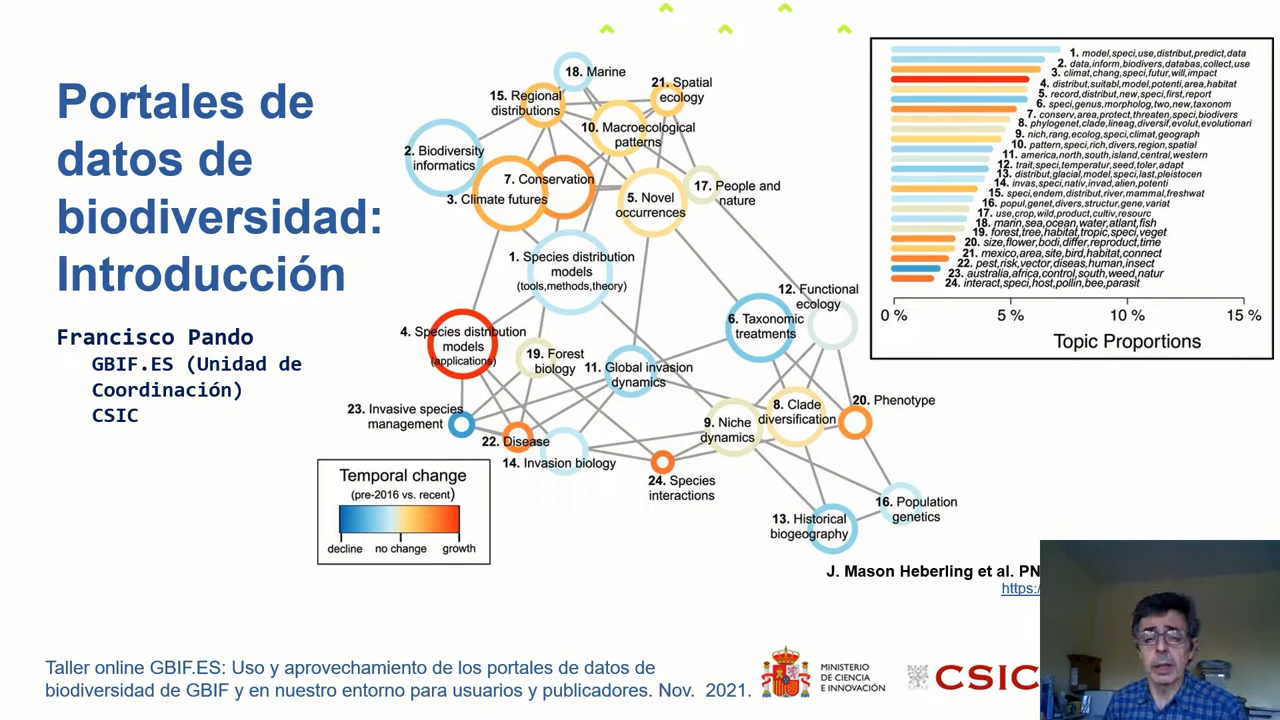 Portales de
datos de
biodiversidad:
Introducción
Francisco Pando
GBIF.ES (Unidad de
Coordinación)
CSIC
18. Marine
15. Regional
distributions
21. Spatial
ecology
10. Macroecological
patterns
2. Biodiversity
informatics
7. Conservation
3. Climate futures
5. Novel
occurrences
17. People and
nature
1. Species distribution
models
(tools,methods,theory)
12. Functional
ecology
6. Taxonomic
treatments
4. Species distribution
models
(applications)
19. Forest
biology
11. Global invasion
dynamics
23. Invasive species
management
22. Disease
14. Invasion biology
24. Species
interactions
9. Niche
dynamics
8. Clade
diversification
20. Phenotype
13. Historical
biogeography
16. Population
genetics
Temporal change
(pre-2016 vs. recent)
decline no change growth
1. model,speci,use,distribut,predict,data
2. data,inform,biodivers,databas,collect,use
3. climat,chang,speci,futur,will,impact
4. distribut,suitabl,model,potenti,area,habitat
5. record,distribut,new,speci,first,report
6. speci,genus,morpholog,two,new,taxonom
7. conserv,area,protect,threaten,speci,biodivers
8. phylogenet,clade,lineag,diversif,evolut,evolutionari
9. nich,rang,ecolog,speci,climat,geograph
10. pattern,speci,rich,divers,region,spatial
11. america,north,south,island,central,western
12. trait,speci,temperatur,seed,toler,adapt
13. distribut,glacial,model,speci,last,pleistocen
14. invas,speci,nativ,invad,alien,potenti
15. speci,endem,distribut,river,mammal,freshwat
16. popul,genet,divers,structur,gene,variat
17. use,crop,wild,product,cultiv,resourc
18. marin,sea,ocean,water,atlant,fish
19. forest,tree,habitat,tropic,speci,veget
20. size,flower,bodi,differ,reproduct,time
21. mexico,area,site,bird,habitat,connect
22. pest,risk,vector,diseas,human,insect
23. australia,africa,control,south,weed,natur
24. interact,speci,host,pollin,bee,parasit
0 % 5 % 10 % 15 %
Topic Proportions
J. Mason Heberling et al. PN
https:/
Taller online GBIF.ES: Uso y aprovechamiento de los portales de datos de
biodiversidad de GBIF y en nuestro entorno para usuarios y publicadores. Nov. 2021.
MINISTERIO
DE CIENCIA
E INNOVACIÓN
CSIC